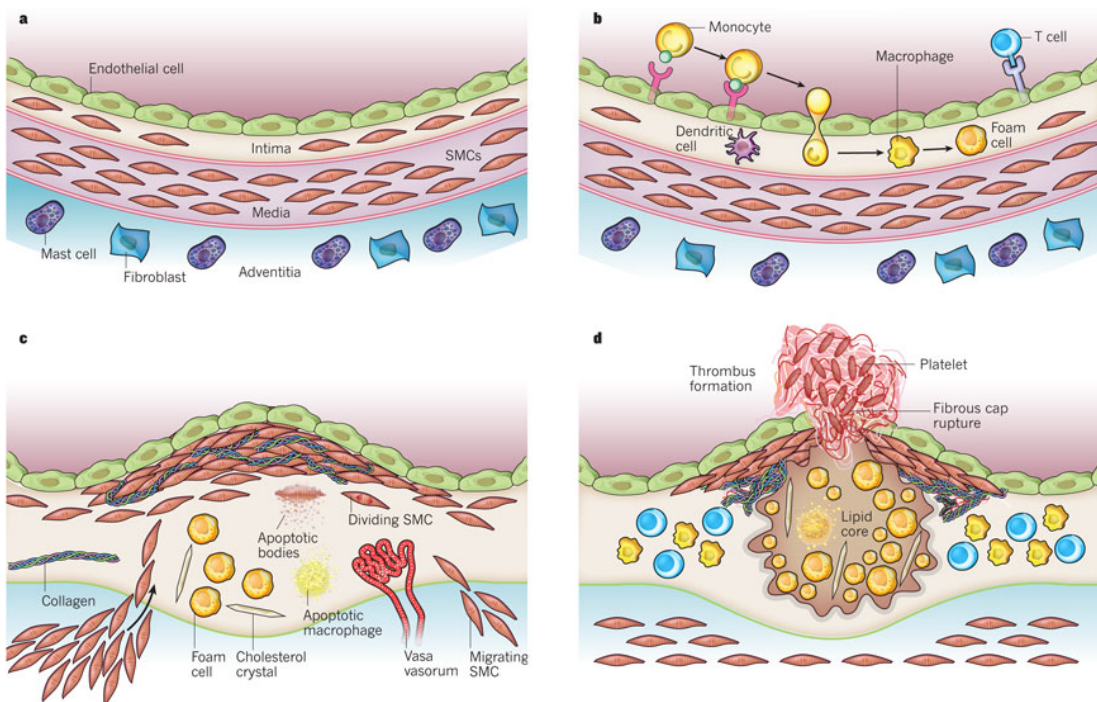 a
Endothelial cell
Intima
SMCs
Media
Mast cell
Fibroblast
Adventitia
b
Monocyte
T cell
Macrophage
Dendritic
cell
Foam
cell
c
Dividing SMC
Apoptotic
bodies
Collagen
Apoptotic
macrophage
Foam
cell
Cholesterol
crystal
Vasa
vasorum
Migrating
SMC
d
Thrombus
formation
Platelet
Fibrous cap
rupture
Lipid
core